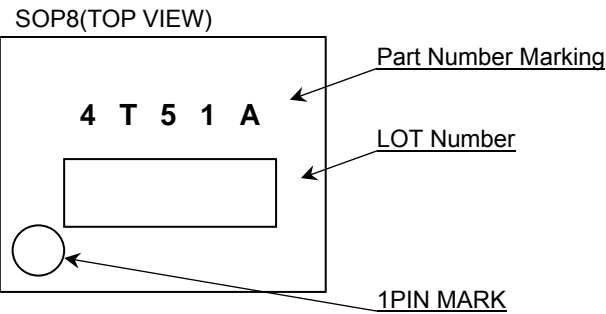 SOP8(TOP VIEW)
Part Number Marking
4 T 5 1 A
LOT Number
1PIN MARK